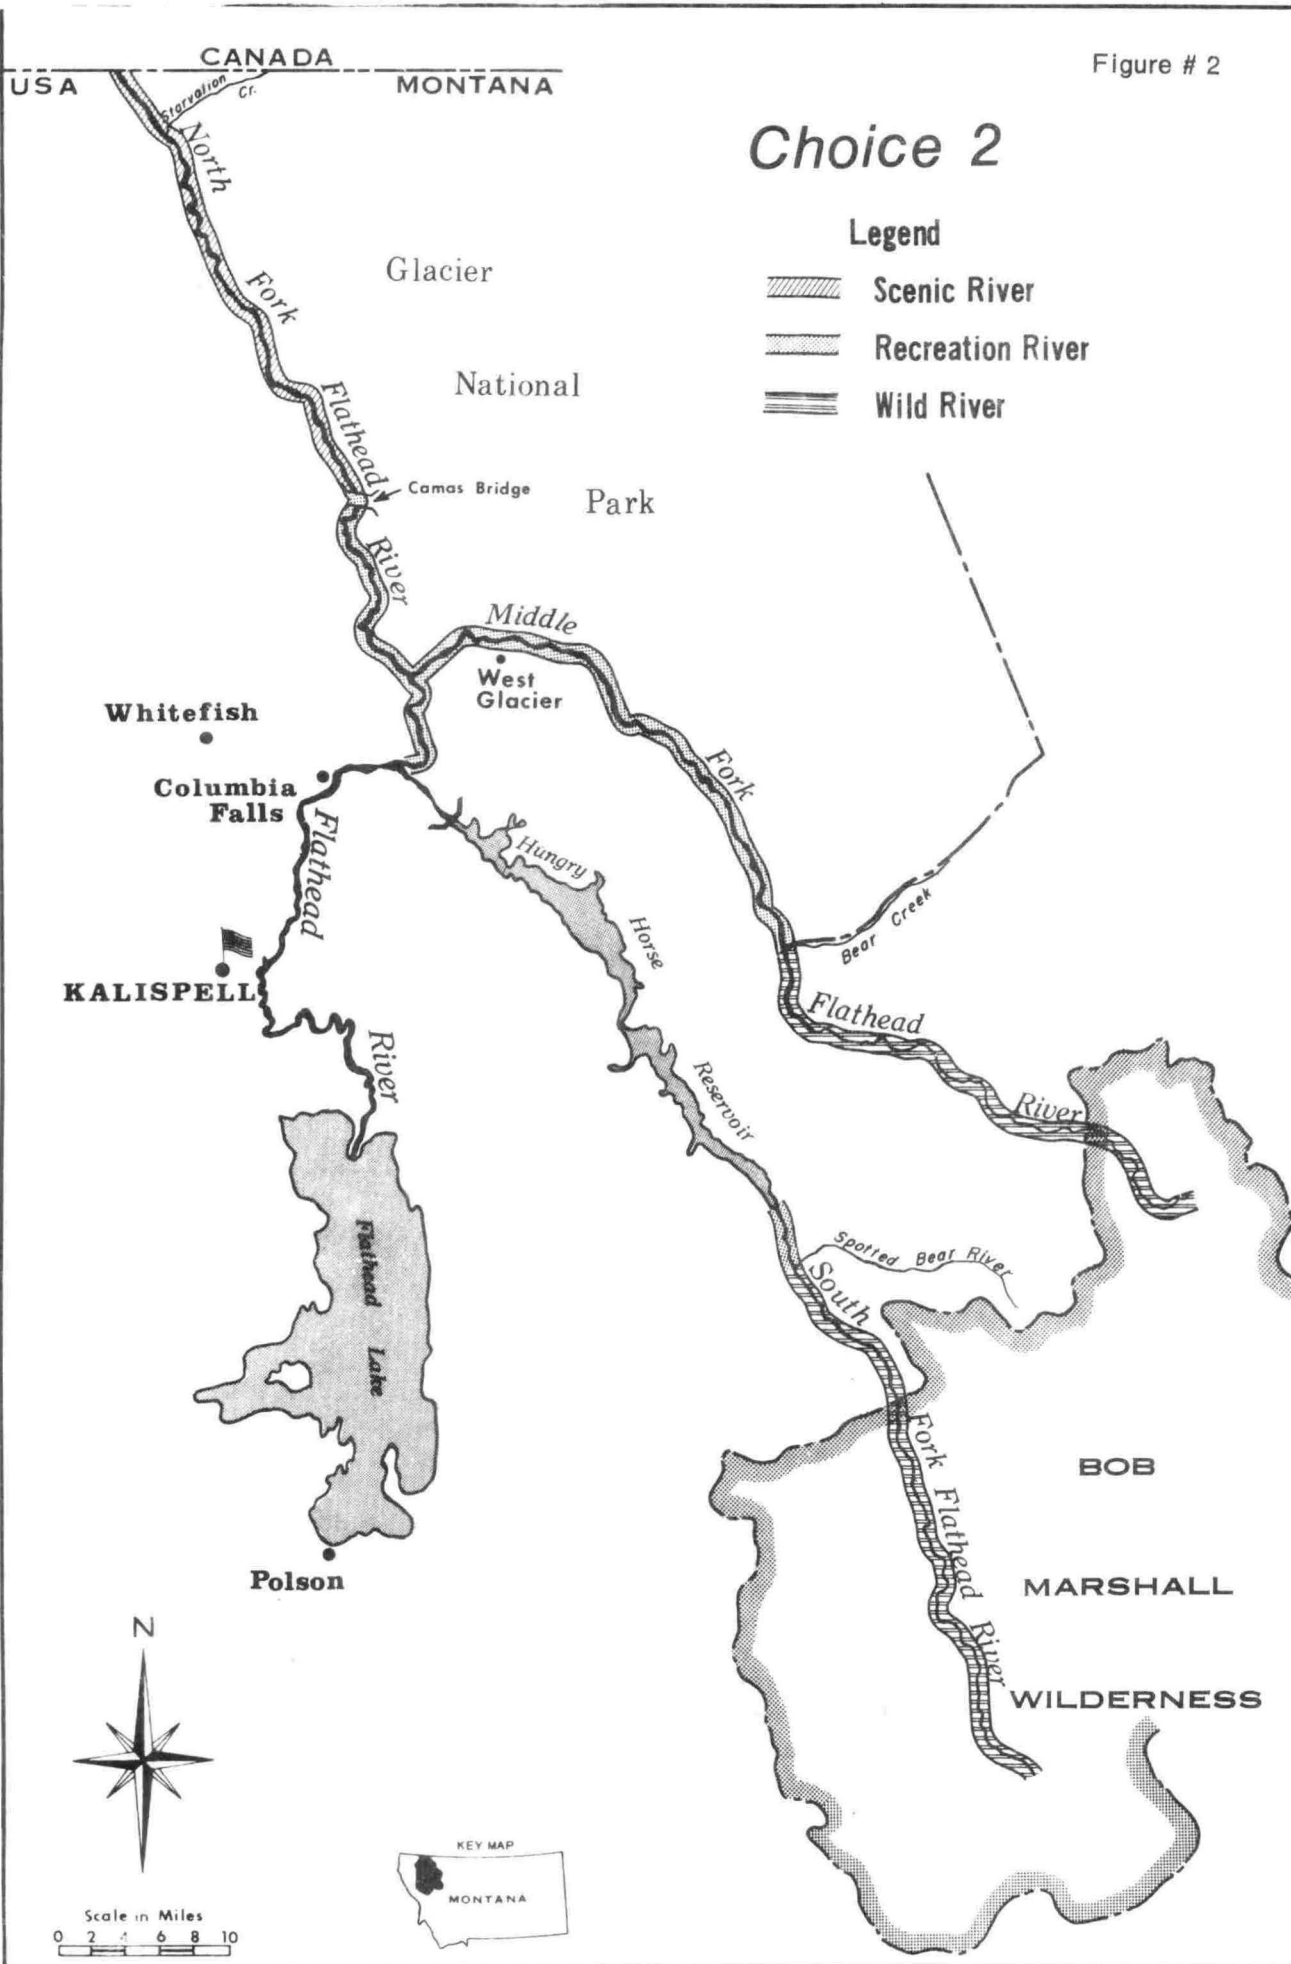 CANADA
USA
MONTANA
Figure # 2
Starvation
Cr.
Choice 2
Legend
Scenic River
Recreation River
Wild River
North
Fork
Flathead
River
Glacier
National
Park
Camas Bridge
Middle
West
Glacier
Fork
Whitefish
Columbia
Falls
Flathead
Hungry
Horse
Reservoir
Bear Creek
KALISPELL
River
Flathead
River
Flathead
Lake
Spotted Bear River
South
Fork Flathead River
Polson
BOB
MARSHALL
WILDERNESS
N
KEY MAP
MONTANA
Scale in Miles
0 2 4 6 8 10